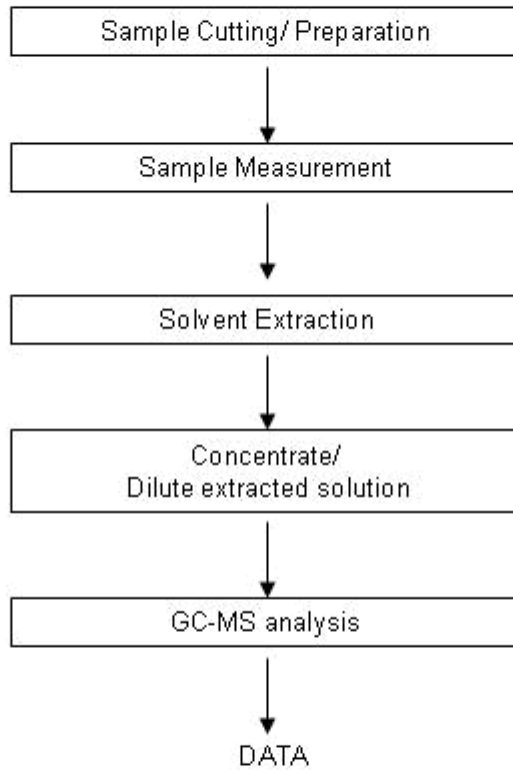 Sample Cutting/ Preparation
Sample Measurement
Solvent Extraction
Concentrate/
Dilute extracted solution
GC-MS analysis
DATA